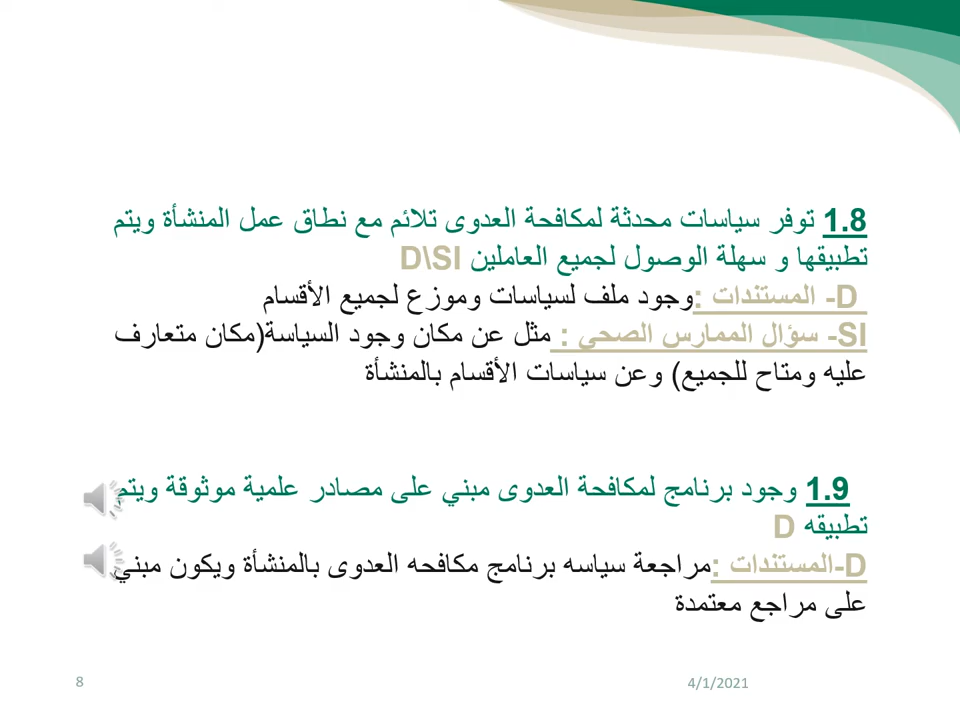 1.8 توفر سياسات محدثة لمكافحة العدوى تلائم مع نطاق عمل المنشأة ويتم
تطبيقها و سهلة الوصول لجميع العاملين D\SI
D- المستندات :وجود ملف لسياسات وموزع لجميع الأقسام
SI- سؤال الممارس الصحي : مثل عن مكان وجود السياسة(مكان متعارف
عليه ومتاح للجميع) وعن سياسات الأقسام بالمنشأة
1.9 وجود برنامج لمكافحة العدوى مبني على مصادر علمية موثوقة ويتم
تطبيقه D
D-المستندات :مراجعة سياسه برنامج مكافحه العدوى بالمنشأة ويكون مبني
على مراجع معتمدة
8
4/1/2021